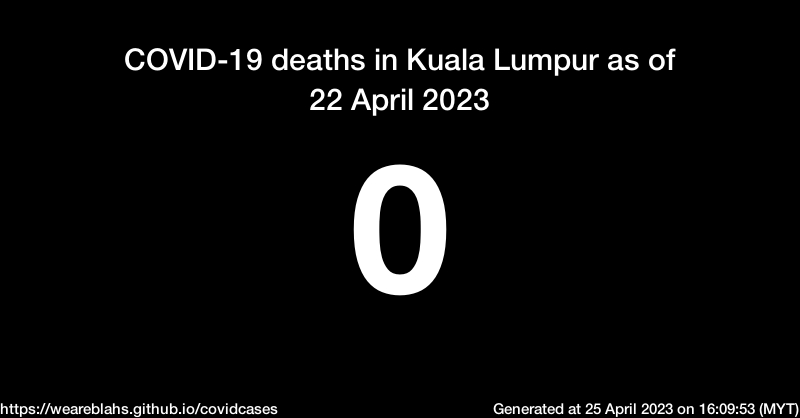 COVID-19 deaths in Kuala Lumpur as of
22 April 2023
0
https://weareblahs.github.io/covidcases
Generated at 25 April 2023 on 16:09:53 (MYT)